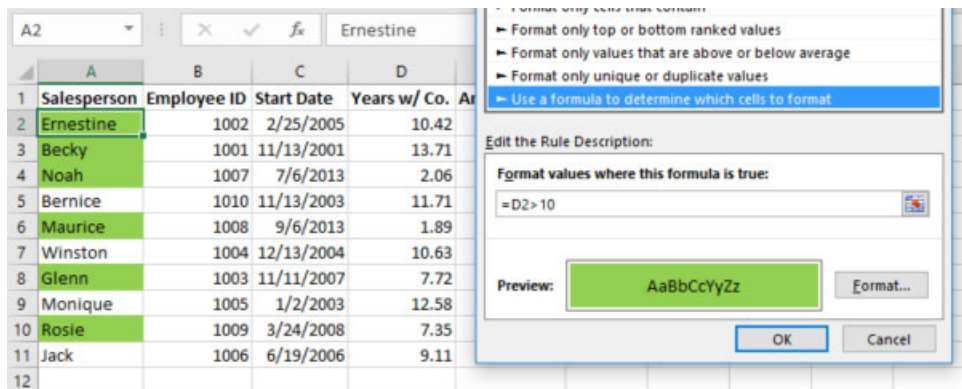 A2 fx Ernestine
A B C D
1 Salesperson Employee ID Start Date Years w/ Co.
2 Ernestine 1002 2/25/2005 10.42
3 Becky 1001 11/13/2001 13.71
4 Noah 1007 7/6/2013 2.06
5 Bernice 1010 11/13/2003 11.71
6 Maurice 1008 9/6/2013 1.89
7 Winston 1004 12/13/2004 10.63
8 Glenn 1003 11/11/2007 7.72
9 Monique 1005 1/2/2003 12.58
10 Rosie 1009 3/24/2008 7.35
11 Jack 1006 6/19/2006 9.11
12
► Format only cells that contain
► Format only top or bottom ranked values
► Format only values that are above or below average
► Format only unique or duplicate values
► Use a formula to determine which cells to format
Edit the Rule Description:
Format values where this formula is true:
=D2>10
Preview: AaBbCcYyZz Format...
OK Cancel